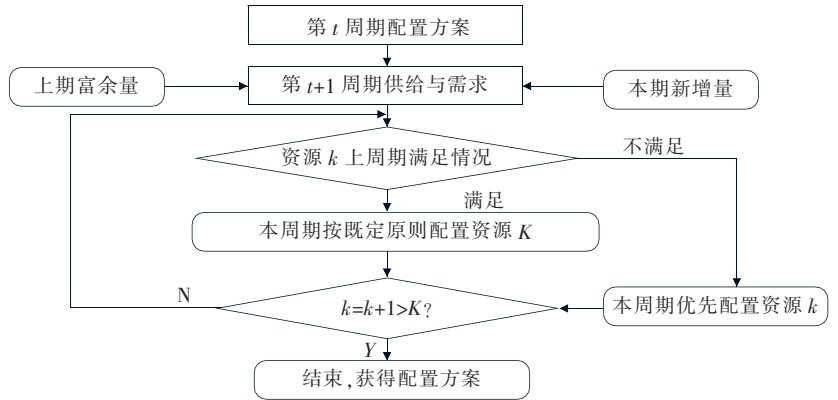 第 t 周期配置方案
上期富余量
第 t+1 周期供给与需求
本期新增量
资源 k 上周期满足情况
不满足
满足
本周期按既定原则配置资源 K
N
k=k+1>K?
本周期优先配置资源 k
Y
结束,获得配置方案